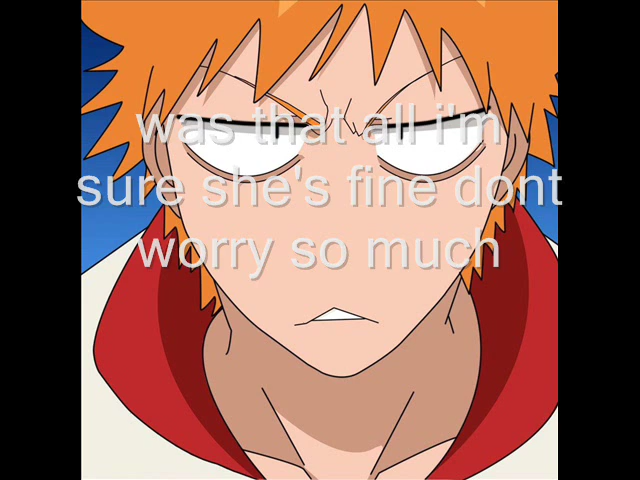 was that all i'm
sure she's fine dont
worry so much